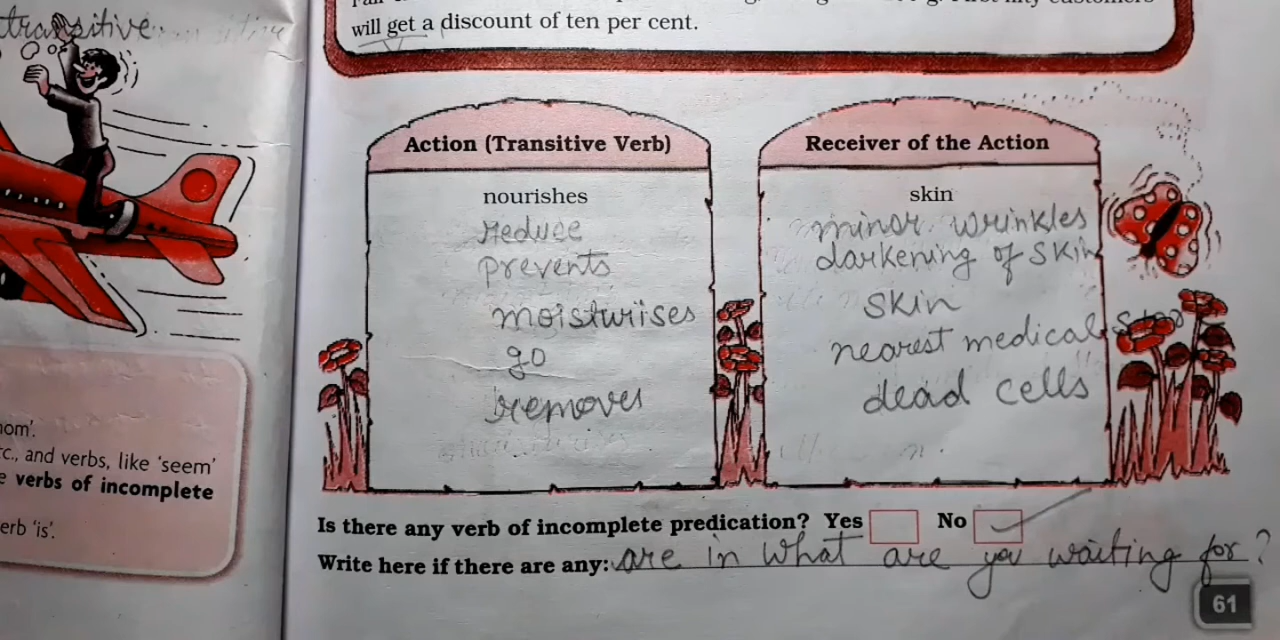 transitive
will get a discount of ten per cent.
Action (Transitive Verb)
Receiver of the Action
nourishes
skin
reduce
minor wrinkles
prevents
darkening of skin
moisturises
skin
go
nearest medical
removes
dead cells
nom'.
c., and verbs, like 'seem'
e verbs of incomplete
erb 'is'.
Is there any verb of incomplete predication? Yes No
Write here if there are any: are in what are you waiting for?
61